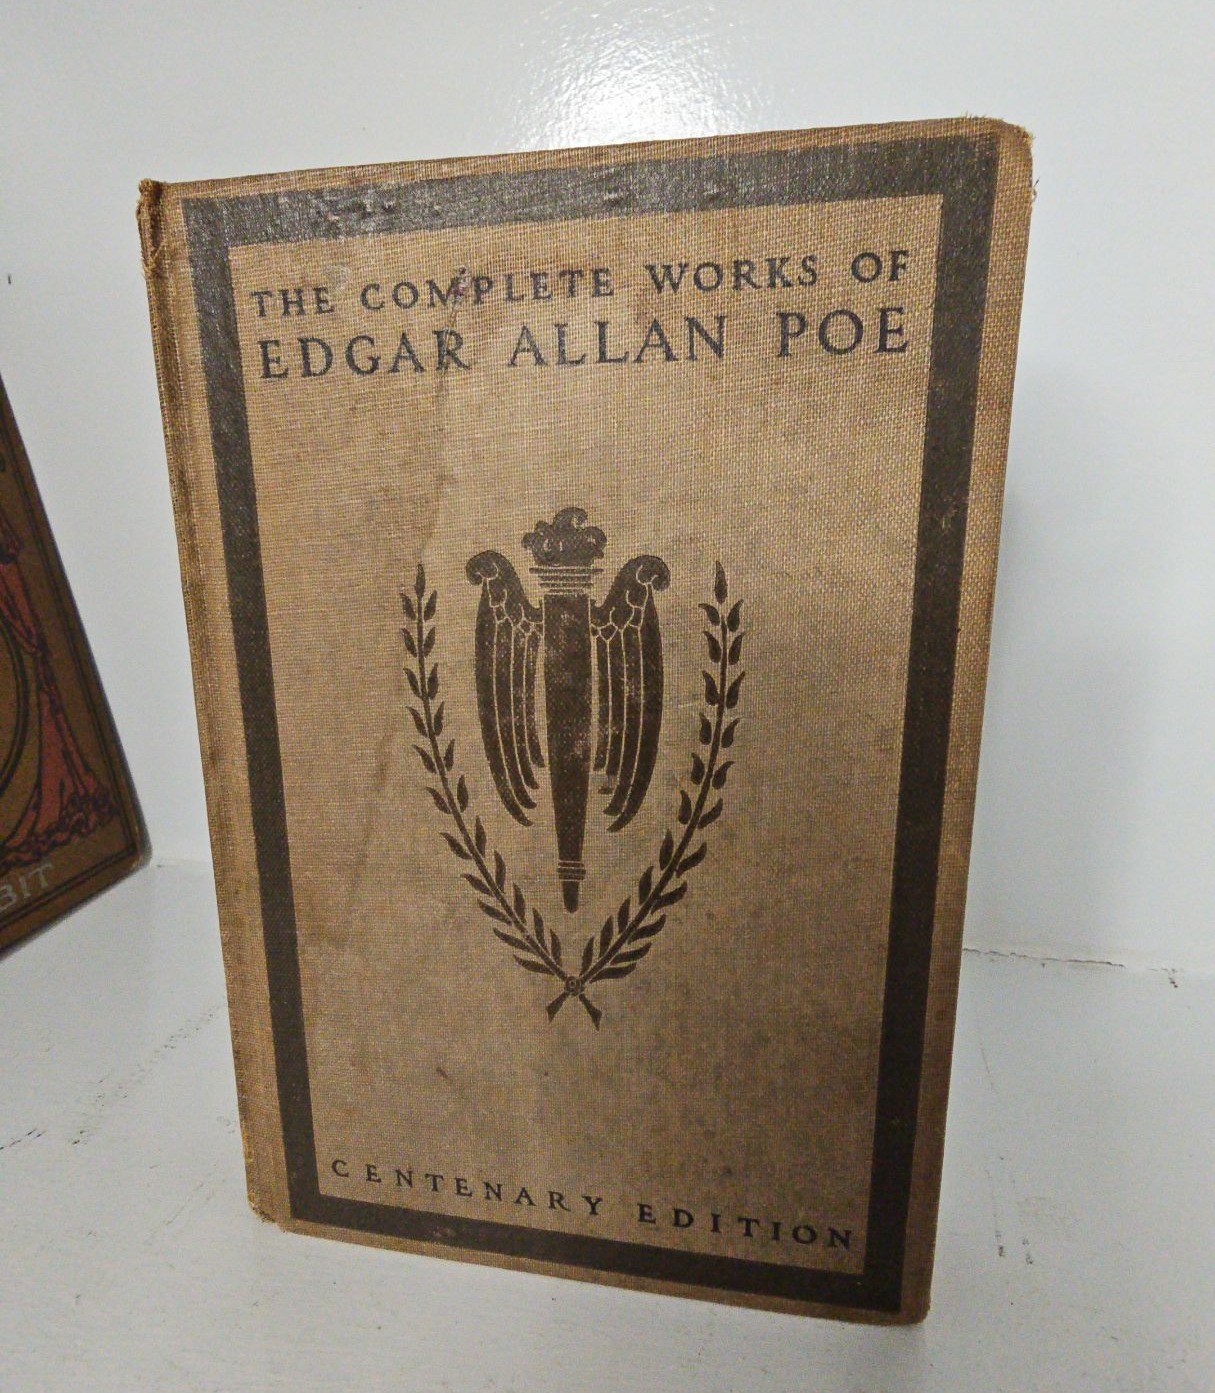 THE COMPLETE WORKS OF
EDGAR ALLAN POE
CENTENARY EDITION